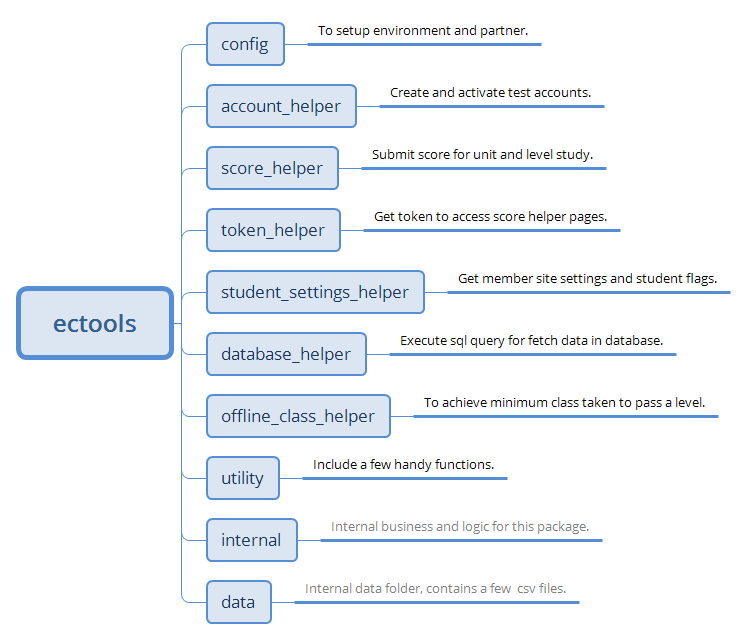 config
To setup environment and partner.
account_helper
Create and activate test accounts.
score_helper
Submit score for unit and level study.
token_helper
Get token to access score helper pages.
student_settings_helper
Get member site settings and student flags.
ectools
database_helper
Execute sql query for fetch data in database.
offline_class_helper
To achieve minimum class taken to pass a level.
utility
Include a few handy functions.
internal
Internal business and logic for this package.
data
Internal data folder, contains a few  csv files.